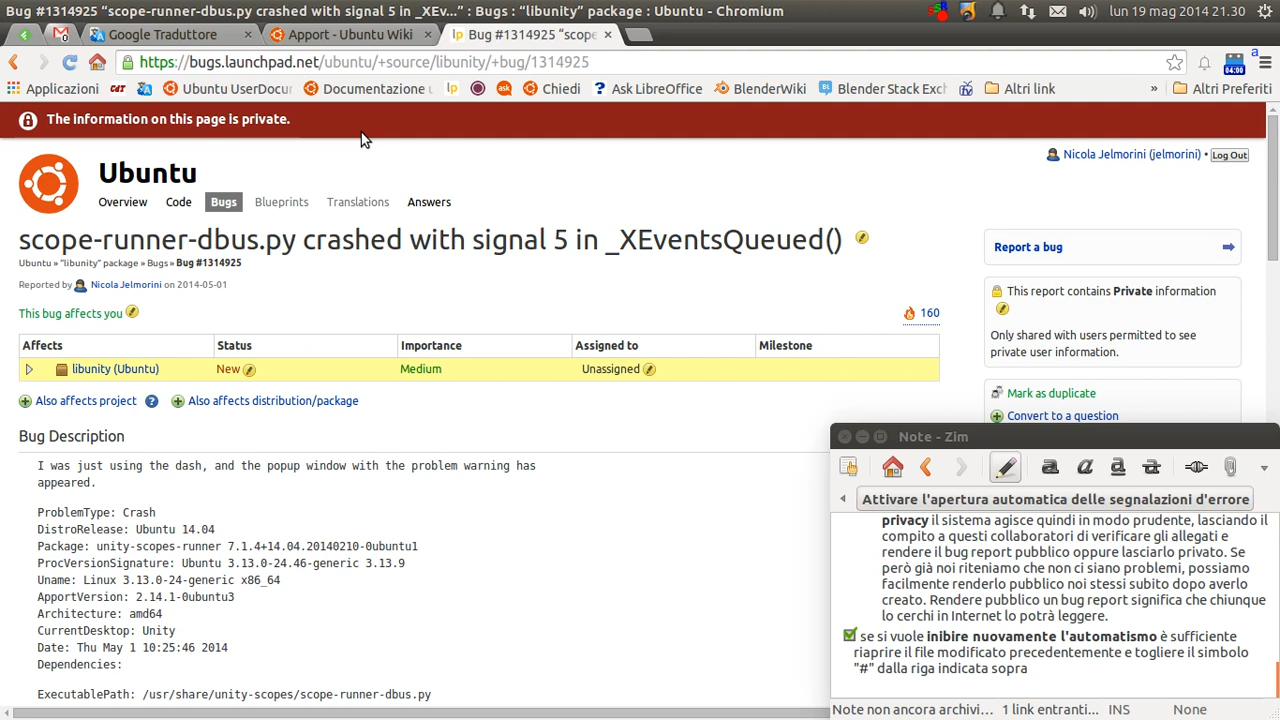 Bug #1314925 “scope-runner-dbus.py crashed with signal 5 in _XEv...” : Bugs : “libunity” package : Ubuntu - Chromium
lun 19 mag 2014 21.30
Google Traduttore ×
Apport - Ubuntu Wiki ×
lp Bug #1314925 “scope ×
https://bugs.launchpad.net/ubuntu/+source/libunity/+bug/1314925
04:00
Applicazioni
CAT
Ubuntu UserDocu
Documentazione
lp
ask
Chiedi
? Ask LibreOffice
BlenderWiki
Blender Stack Exc
Altri link
»
Altri Preferiti
The information on this page is private.
Nicola Jelmorini (jelmorini) • Log Out
Ubuntu
Overview Code Bugs Blueprints Translations Answers
scope-runner-dbus.py crashed with signal 5 in _XEventsQueued()
Ubuntu » “libunity” package » Bugs » Bug #1314925
Reported by Nicola Jelmorini on 2014-05-01
This bug affects you
160
Affects Status Importance Assigned to Milestone
libunity (Ubuntu) New Medium Unassigned
Also affects project ? Also affects distribution/package
Bug Description
I was just using the dash, and the popup window with the problem warning has
appeared.
ProblemType: Crash
DistroRelease: Ubuntu 14.04
Package: unity-scopes-runner 7.1.4+14.04.20140210-0ubuntu1
ProcVersionSignature: Ubuntu 3.13.0-24.46-generic 3.13.9
Uname: Linux 3.13.0-24-generic x86_64
ApportVersion: 2.14.1-0ubuntu3
Architecture: amd64
CurrentDesktop: Unity
Date: Thu May 1 10:25:46 2014
Dependencies:
ExecutablePath: /usr/share/unity-scopes/scope-runner-dbus.py
Report a bug
This report contains Private information
Only shared with users permitted to see
private user information.
Mark as duplicate
Convert to a question
Note - Zim
a a a a
Attivare l'apertura automatica delle segnalazioni d'errore
privacy il sistema agisce quindi in modo prudente, lasciando il
compito a questi collaboratori di verificare gli allegati e
rendere il bug report pubblico oppure lasciarlo privato. Se
però già noi riteniamo che non ci siano problemi, possiamo
facilmente renderlo pubblico noi stessi subito dopo averlo
creato. Rendere pubblico un bug report significa che chiunque
lo cerchi in Internet lo potrà leggere.
se si vuole inibire nuovamente l'automatismo è sufficiente
riaprire il file modificato precedentemente e togliere il simbolo
"#" dalla riga indicata sopra
Note non ancora archivi... 1 link entranti... INS None